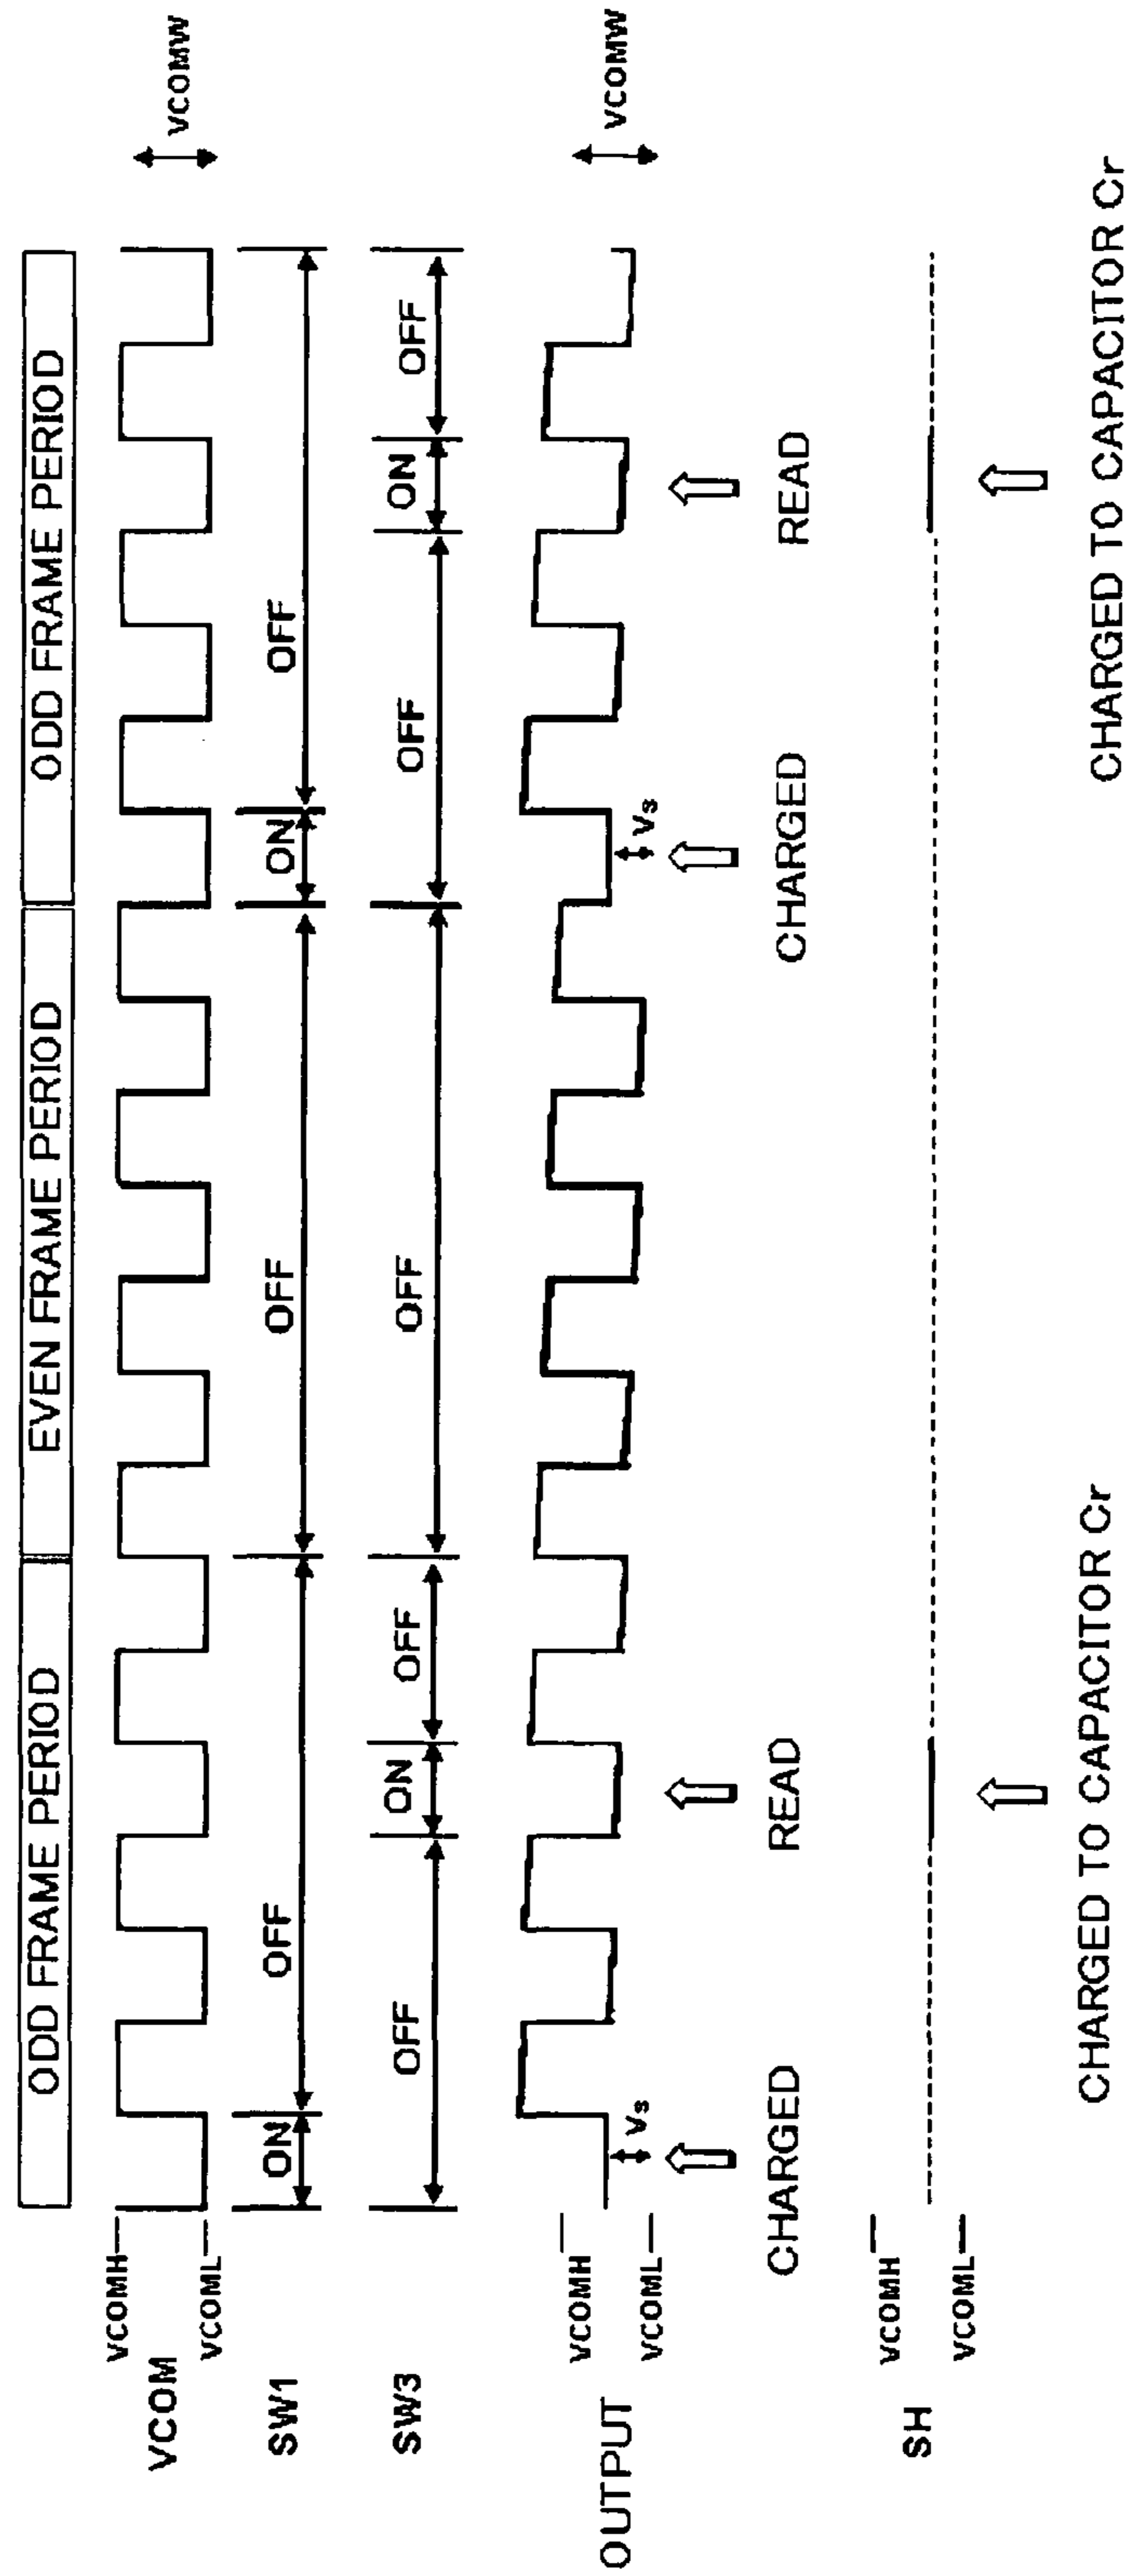 ODD FRAME PERIOD
EVEN FRAME PERIOD
ODD FRAME PERIOD
VCOMH
VCOML
VCOM
VCOMW
SW1
ON
OFF
OFF
ON
OFF
SW3
OFF
ON
OFF
OFF
OFF
ON
OFF
OUTPUT
VCOMH
VCOML
VCOMW
Vs
Vs
CHARGED
READ
CHARGED
READ
SH
VCOMH
VCOML
CHARGED TO CAPACITOR Cr
CHARGED TO CAPACITOR Cr